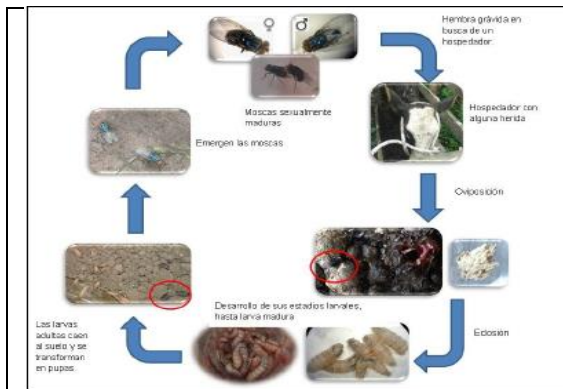 ♀
♂
Hembra grávida en
busca de un
hospedador
Moscas sexualmente
maduras
Hospedador con
alguna herida
Oviposición
Eclosión
Desarrollo de sus estadios larvales,
hasta larva madura
Las larvas
adultas caen
al suelo y se
transforman
en pupas
Emergen las moscas